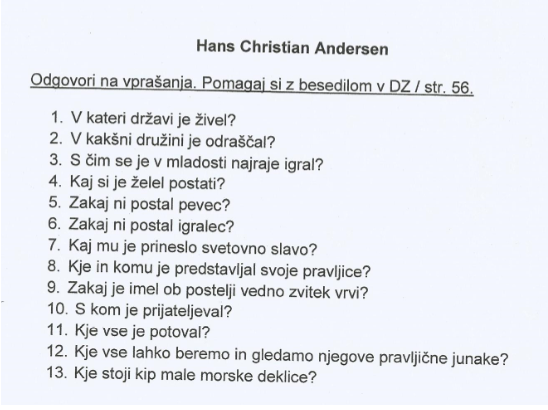 Hans Christian Andersen
Odgovori na vprašanja. Pomagaj si z besedilom v DZ / str. 56.
1. V kateri državi je živel?
2. V kakšni družini je odraščal?
3. S čim se je v mladosti najraje igral?
4. Kaj si je želel postati?
5. Zakaj ni postal pevec?
6. Zakaj ni postal igralec?
7. Kaj mu je prineslo svetovno slavo?
8. Kje in komu je predstavljal svoje pravljice?
9. Zakaj je imel ob postelji vedno zvitek vrvi?
10. S kom je prijateljeval?
11. Kje vse je potoval?
12. Kje vse lahko beremo in gledamo njegove pravljične junake?
13. Kje stoji kip male morske deklice?